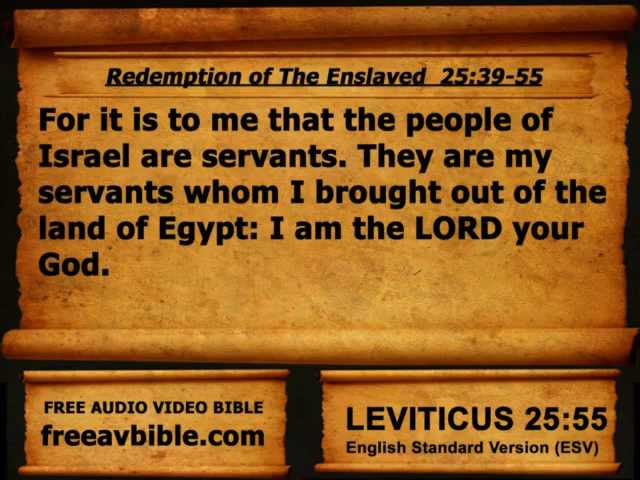 Redemption of The Enslaved  25:39-55
For it is to me that the people of
Israel are servants. They are my
servants whom I brought out of the
land of Egypt: I am the LORD your
God.
FREE AUDIO VIDEO BIBLE
freeavbible.com
LEVITICUS 25:55
English Standard Version (ESV)